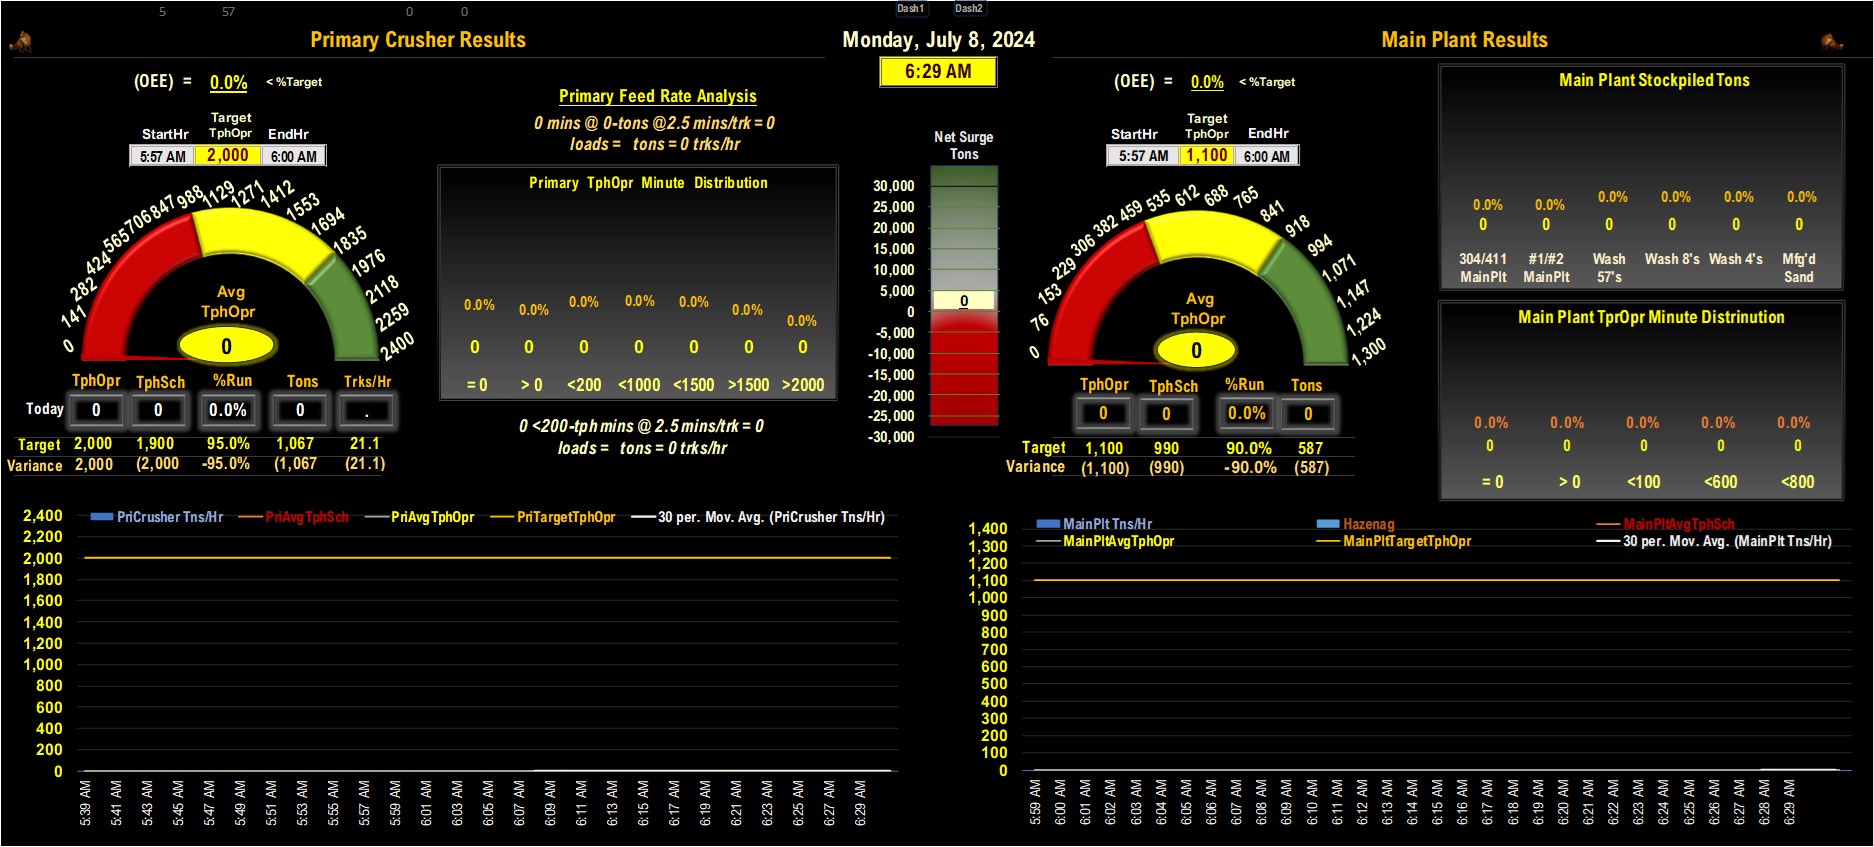 5 57 0 0 Dash1 Dash2
Primary Crusher Results
Monday, July 8, 2024
Main Plant Results
6:29 AM
(OEE) = 0.0% < %Target
Primary Feed Rate Analysis
0 mins @ 0-tons @2.5 mins/trk = 0
loads = tons = 0 trks/hr
StartHr Target TphOpr EndHr
5:57 AM 2,000 6:00 AM
0 141 282 424 565 706 847 988 1129 1271 1412 1553 1694 1835 1976 2118 2259 2400
Avg
TphOpr
0
Primary TphOpr Minute Distribution
0.0% 0.0% 0.0% 0.0% 0.0% 0.0% 0.0%
0 0 0 0 0 0 0
= 0 > 0 <200 <1000 <1500 >1500 >2000
0 <200-tph mins @ 2.5 mins/trk = 0
loads = tons = 0 trks/hr
TphOpr TphSch %Run Tons Trks/Hr
Today 0 0 0.0% 0 .
Target 2,000 1,900 95.0% 1,067 21.1
Variance 2,000 (2,000 -95.0% (1,067 (21.1)
Net Surge
Tons
30,000
25,000
20,000
15,000
10,000
5,000
0
0
-5,000
-10,000
-15,000
-20,000
-25,000
-30,000
(OEE) = 0.0% < %Target
StartHr Target TphOpr EndHr
5:57 AM 1,100 6:00 AM
0 76 153 229 306 382 459 535 612 688 765 841 918 994 1,071 1,147 1,224 1,300
Avg
TphOpr
0
TphOpr TphSch %Run Tons
0 0 0.0% 0
Target 1,100 990 90.0% 587
Variance (1,100) (990) -90.0% (587)
Main Plant Stockpiled Tons
0.0% 0.0% 0.0% 0.0% 0.0% 0.0%
0 0 0 0 0 0
304/411 #1/#2 Wash Wash 8's Wash 4's Mfg'd
MainPlt MainPlt 57's Sand
Main Plant TprOpr Minute Distrinution
0.0% 0.0% 0.0% 0.0% 0.0%
0 0 0 0 0
= 0 > 0 <100 <600 <800
PriCrusher Tns/Hr PriAvgTphSch PriAvgTphOpr PriTargetTphOpr 30 per. Mov. Avg. (PriCrusher Tns/Hr)
2,400
2,200
2,000
1,800
1,600
1,400
1,200
1,000
800
600
400
200
0
5:39 AM 5:41 AM 5:43 AM 5:45 AM 5:47 AM 5:49 AM 5:51 AM 5:53 AM 5:55 AM 5:57 AM 5:59 AM 6:01 AM 6:03 AM 6:05 AM 6:07 AM 6:09 AM 6:11 AM 6:13 AM 6:15 AM 6:17 AM 6:19 AM 6:21 AM 6:23 AM 6:25 AM 6:27 AM 6:29 AM
MainPlt Tns/Hr Hazenag MainPltAvgTphSch
MainPltAvgTphOpr MainPltTargetTphOpr 30 per. Mov. Avg. (MainPlt Tns/Hr)
1,400
1,300
1,200
1,100
1,000
900
800
700
600
500
400
300
200
100
0
5:59 AM 6:00 AM 6:01 AM 6:02 AM 6:03 AM 6:04 AM 6:05 AM 6:06 AM 6:07 AM 6:08 AM 6:09 AM 6:10 AM 6:11 AM 6:12 AM 6:13 AM 6:14 AM 6:15 AM 6:16 AM 6:17 AM 6:18 AM 6:19 AM 6:20 AM 6:21 AM 6:22 AM 6:23 AM 6:24 AM 6:25 AM 6:26 AM 6:27 AM 6:28 AM 6:29 AM